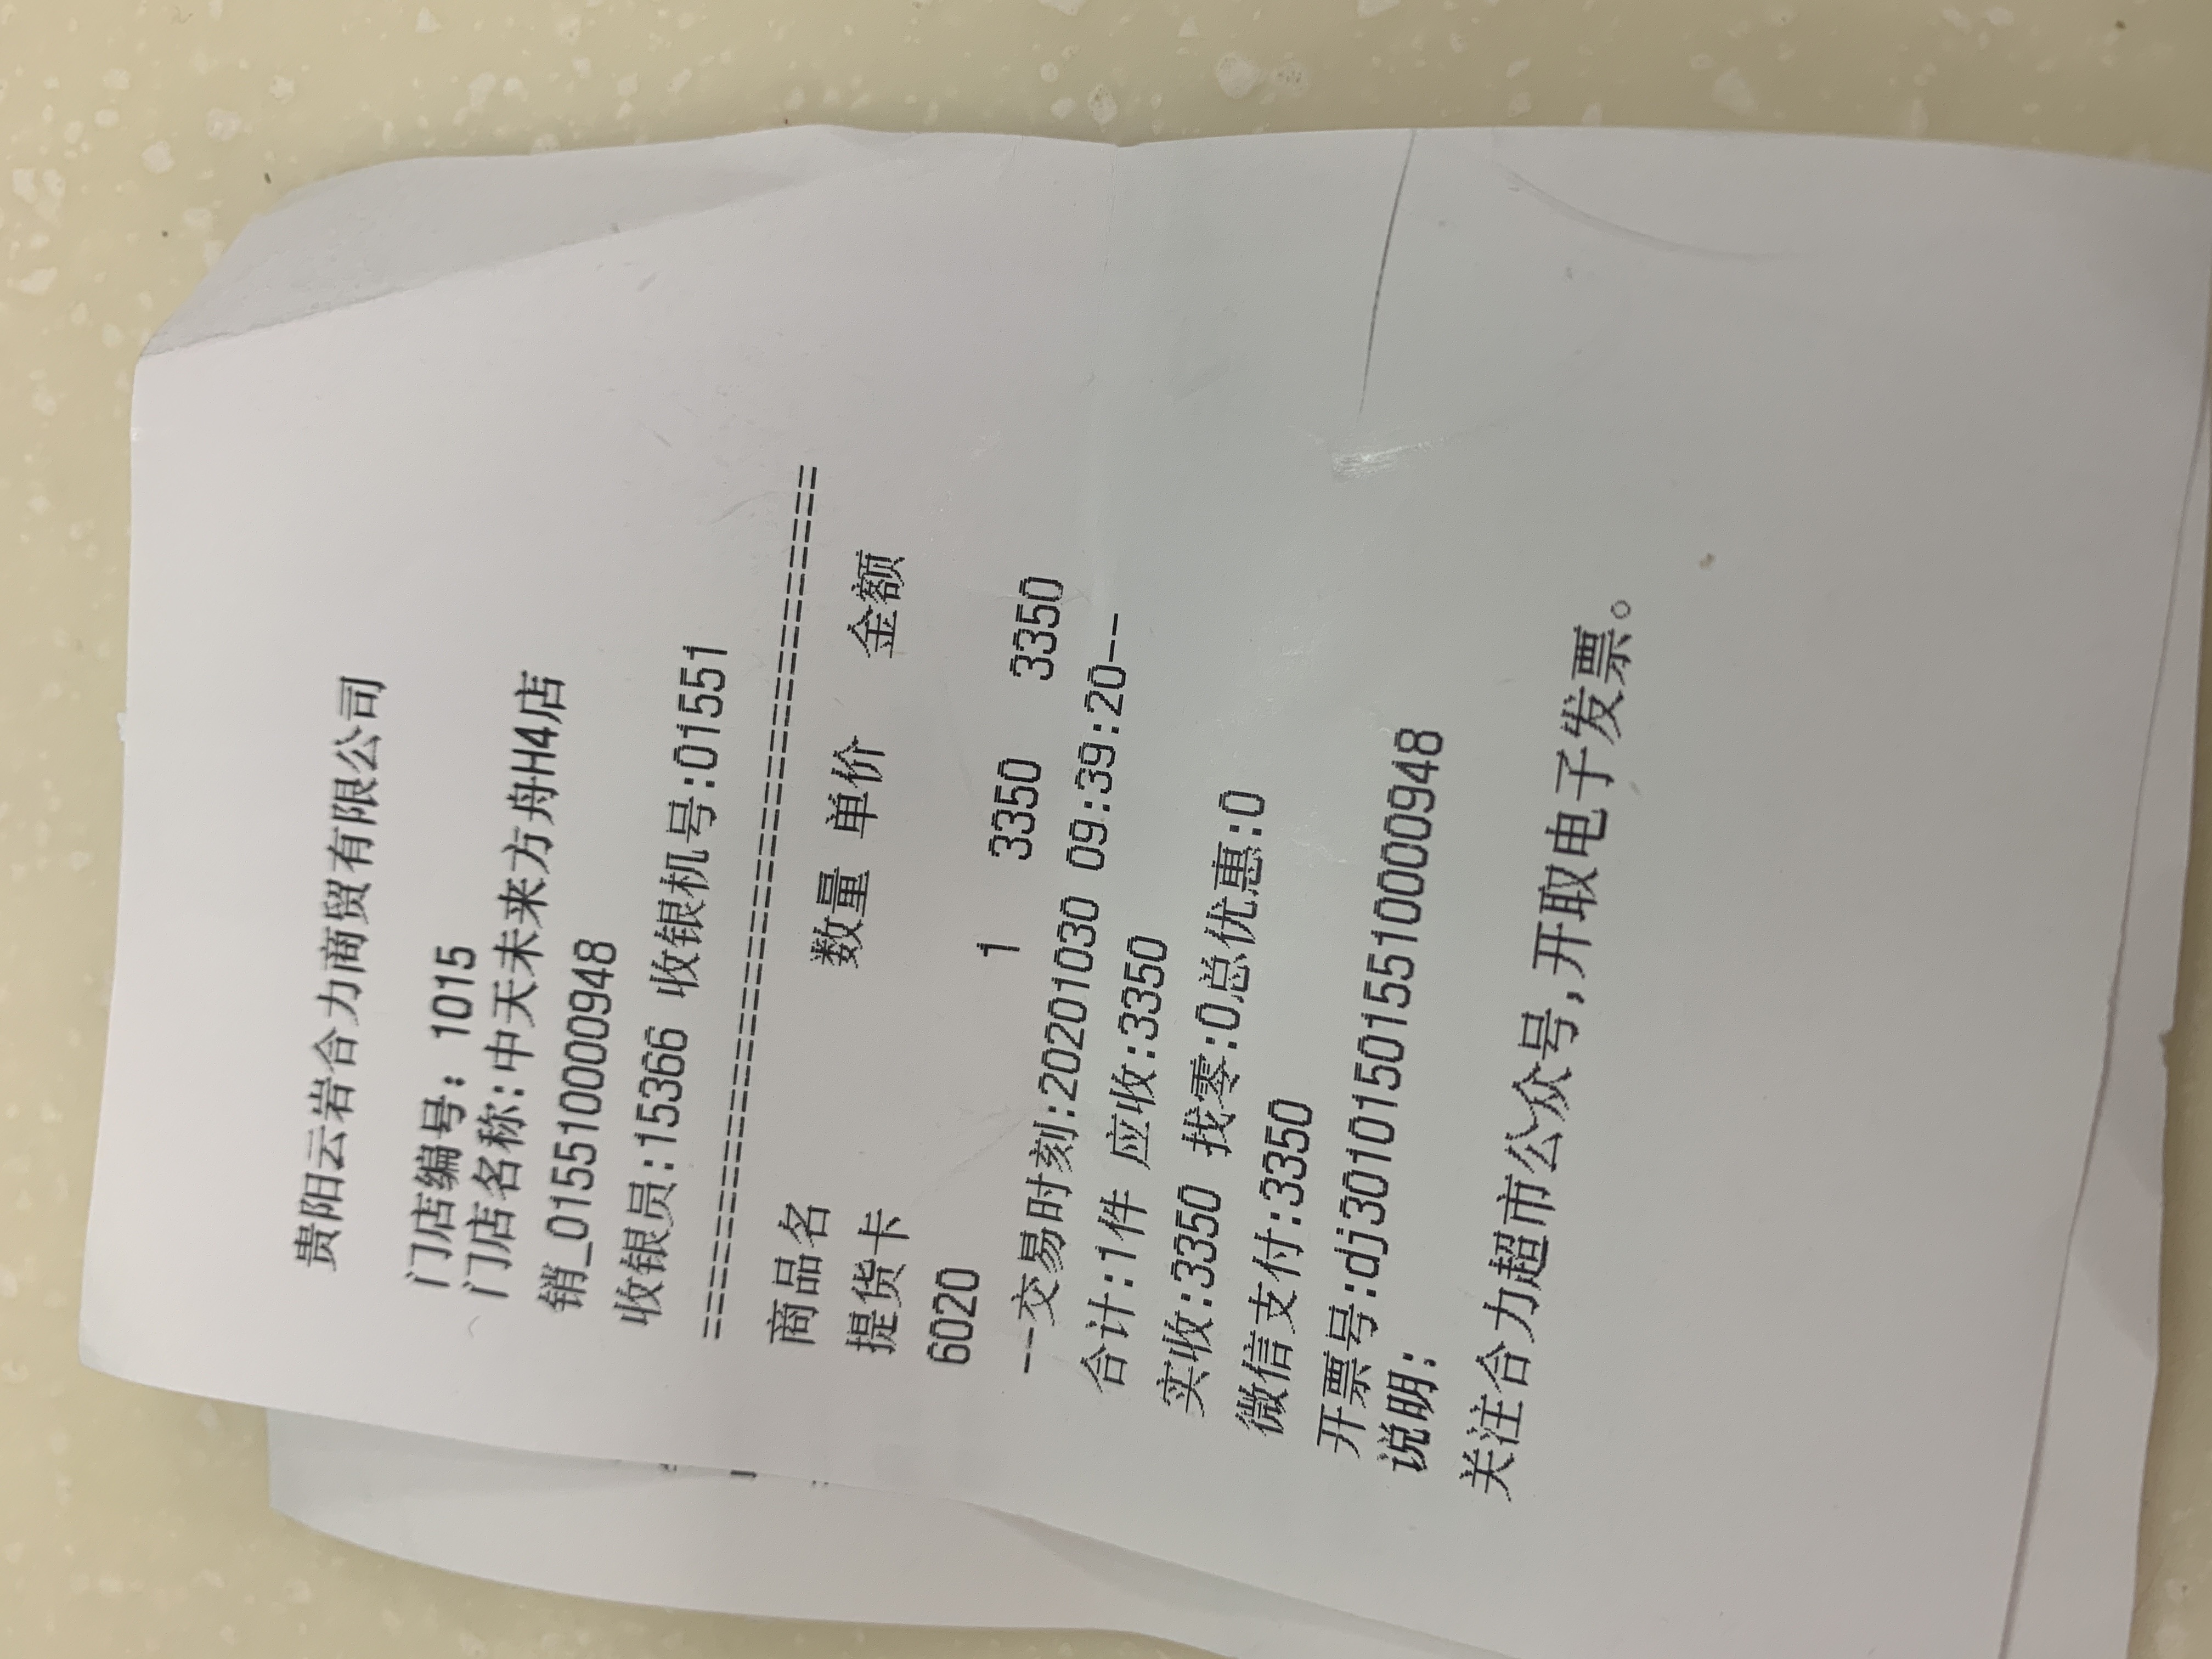 贵阳云岩合力商贸有限公司
门店编号: 1015
门店名称:中天未来方舟H4店
销_01551000948
收银员:15366 收银机号:01551
======================================
商品名 数量 单价 金额
提货卡
6020 1 3350 3350
--交易时刻:20201030 09:39:20--
合计:1件 应收:3350
实收:3350 找零:0总优惠:0
微信支付:3350
开票号:dj3010150155100​0948
说明:
关注合力超市公众号,开取电子发票。